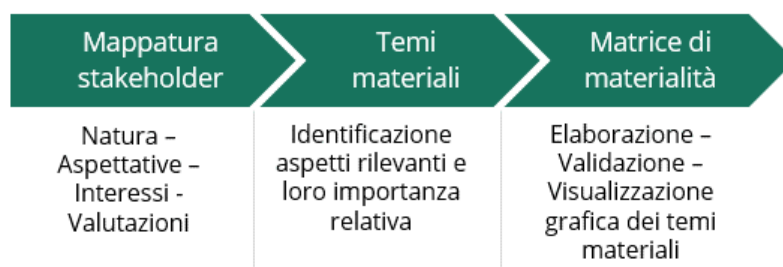 Mappatura
stakeholder
Temi
materiali
Matrice di
materialità
Natura –
Aspettative –
Interessi -
Valutazioni
Identificazione
aspetti rilevanti e
loro importanza
relativa
Elaborazione –
Validazione –
Visualizzazione
grafica dei temi
materiali